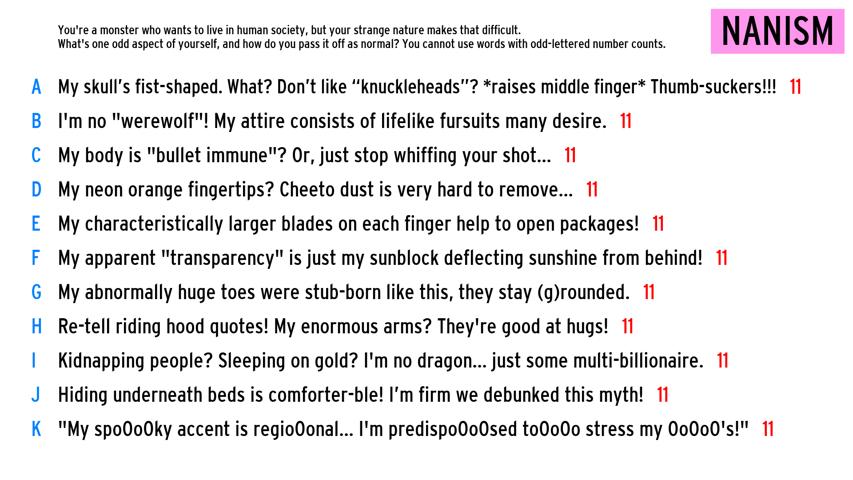 You're a monster who wants to live in human society, but your strange nature makes that difficult.
What's one odd aspect of yourself, and how do you pass it off as normal? You cannot use words with odd-lettered number counts.
NANISM
A My skull's fist-shaped. What? Don't like “knuckleheads”? *raises middle finger* Thumb-suckers!!! 11
B I'm no "werewolf"! My attire consists of lifelike fursuits many desire. 11
C My body is "bullet immune"? Or, just stop whiffing your shot... 11
D My neon orange fingertips? Cheeto dust is very hard to remove... 11
E My characteristically larger blades on each finger help to open packages! 11
F My apparent "transparency" is just my sunblock deflecting sunshine from behind! 11
G My abnormally huge toes were stub-born like this, they stay (g)rounded. 11
H Re-tell riding hood quotes! My enormous arms? They're good at hugs! 11
I Kidnapping people? Sleeping on gold? I'm no dragon... just some multi-billionaire. 11
J Hiding underneath beds is comforter-ble! I'm firm we debunked this myth! 11
K "My spoOoOky accent is regioOonal... I'm predispoOoOsed toOoOo stress my OoOoO's!" 11